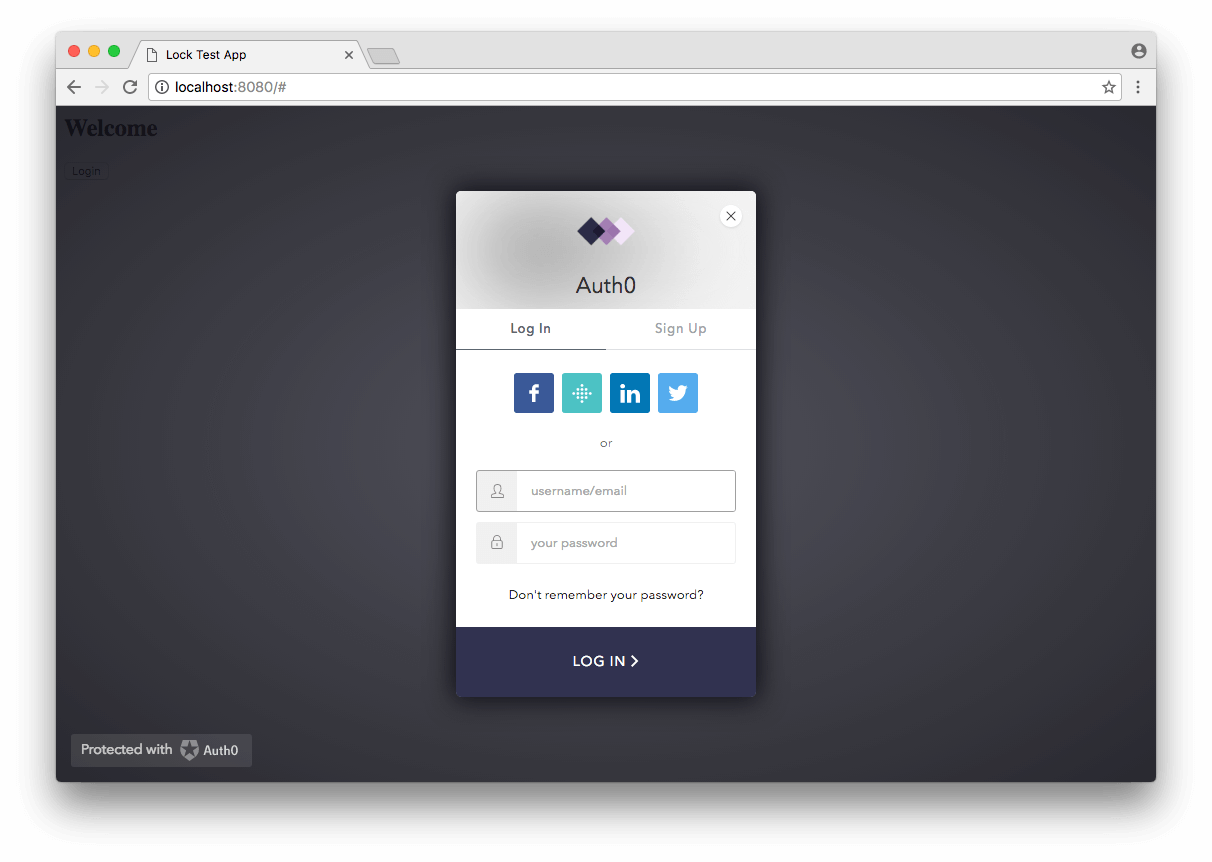 Lock Test App
localhost:8080/#
Welcome
Login
Auth0
Log In Sign Up
or
username/email
your password
Don't remember your password?
LOG IN
Protected with Auth0